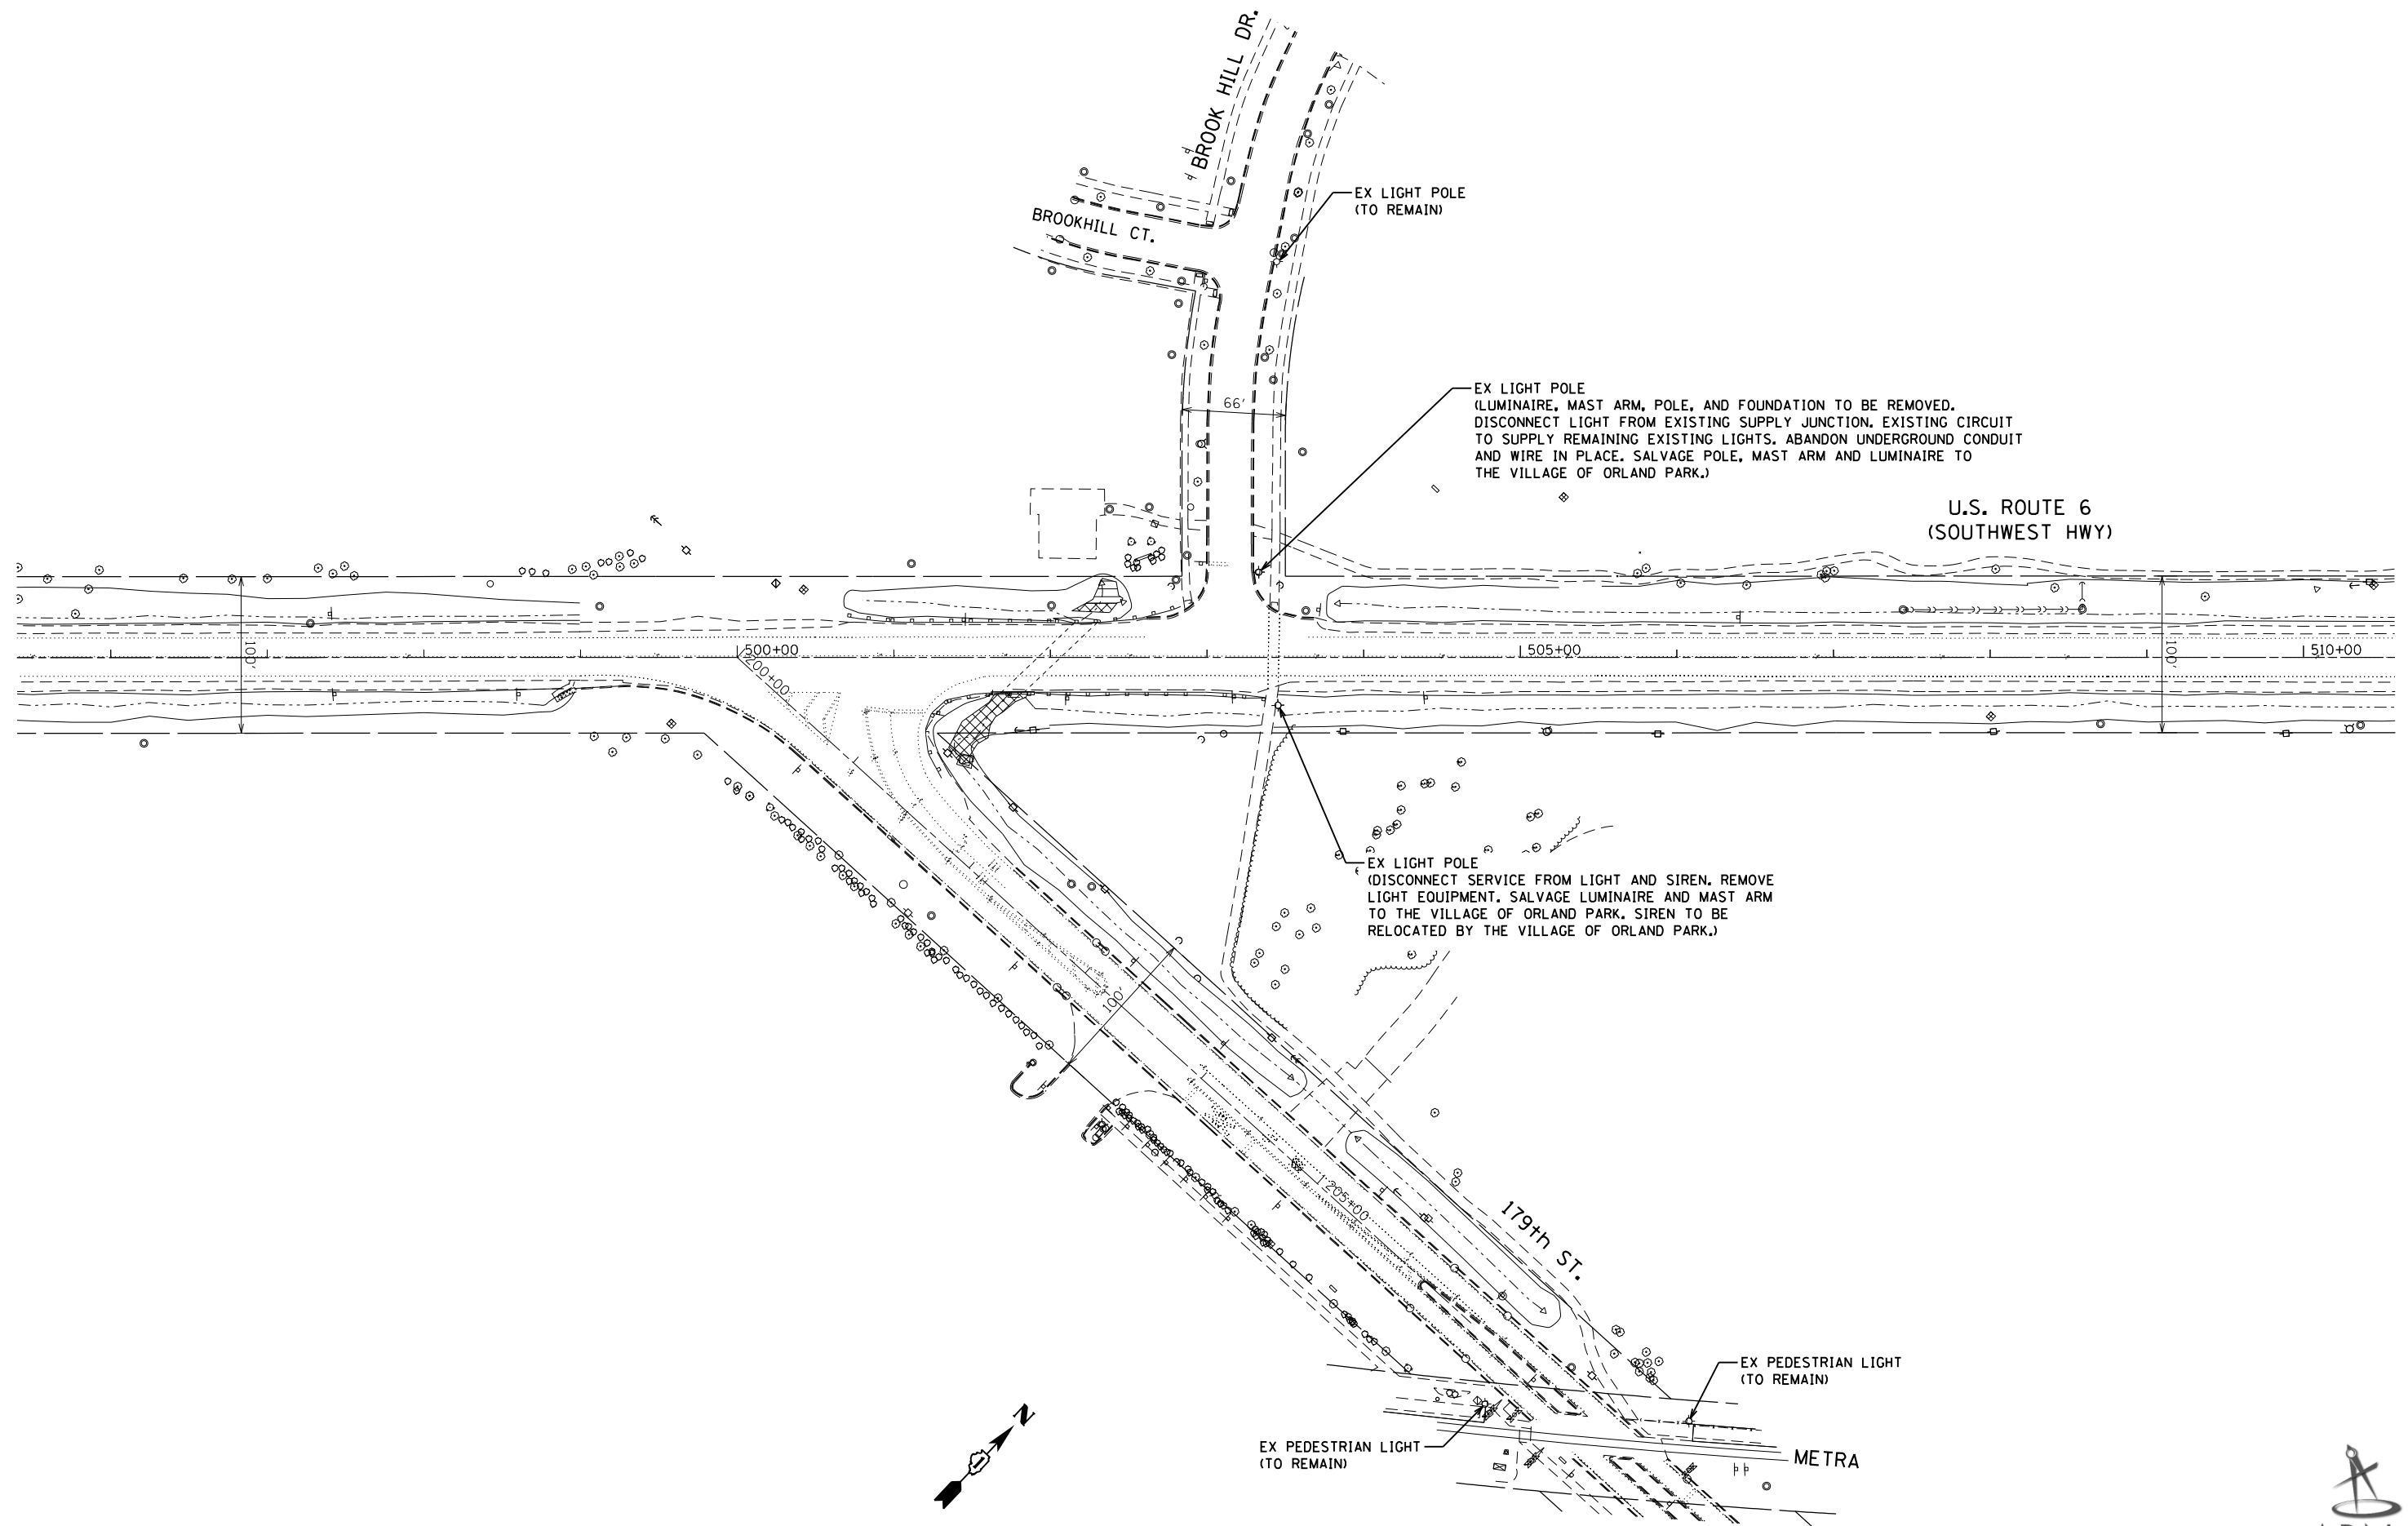 BROOK HILL DR.
EX LIGHT POLE
(TO REMAIN)
BROOKHILL CT.
66'
EX LIGHT POLE
(LUMINAIRE, MAST ARM, POLE, AND FOUNDATION TO BE REMOVED.
DISCONNECT LIGHT FROM EXISTING SUPPLY JUNCTION. EXISTING CIRCUIT
TO SUPPLY REMAINING EXISTING LIGHTS. ABANDON UNDERGROUND CONDUIT
AND WIRE IN PLACE. SALVAGE POLE, MAST ARM AND LUMINAIRE TO
THE VILLAGE OF ORLAND PARK.)
U.S. ROUTE 6
(SOUTHWEST HWY)
100'
500+00
505+00
100'
510+00
200+00
EX LIGHT POLE
(DISCONNECT SERVICE FROM LIGHT AND SIREN. REMOVE
LIGHT EQUIPMENT. SALVAGE LUMINAIRE AND MAST ARM
TO THE VILLAGE OF ORLAND PARK. SIREN TO BE
RELOCATED BY THE VILLAGE OF ORLAND PARK.)
100'
205+00
179th ST.
EX PEDESTRIAN LIGHT
(TO REMAIN)
N
EX PEDESTRIAN LIGHT
(TO REMAIN)
METRA